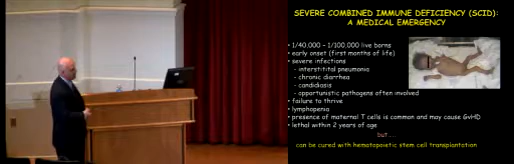 SEVERE COMBINED IMMUNE DEFICIENCY (SCID):
A MEDICAL EMERGENCY
• 1/40,000 – 1/100,000 live borns
• early onset (first months of life)
• severe infections
- interstitital pneumonia
- chronic diarrhea
- candidiasis
- opportunistic pathogens often involved
• failure to thrive
• lymphopenia
• presence of maternal T cells is common and may cause GvHD
• lethal within 2 years of age
but ...
can be cured with hematopoietic stem cell transplantation